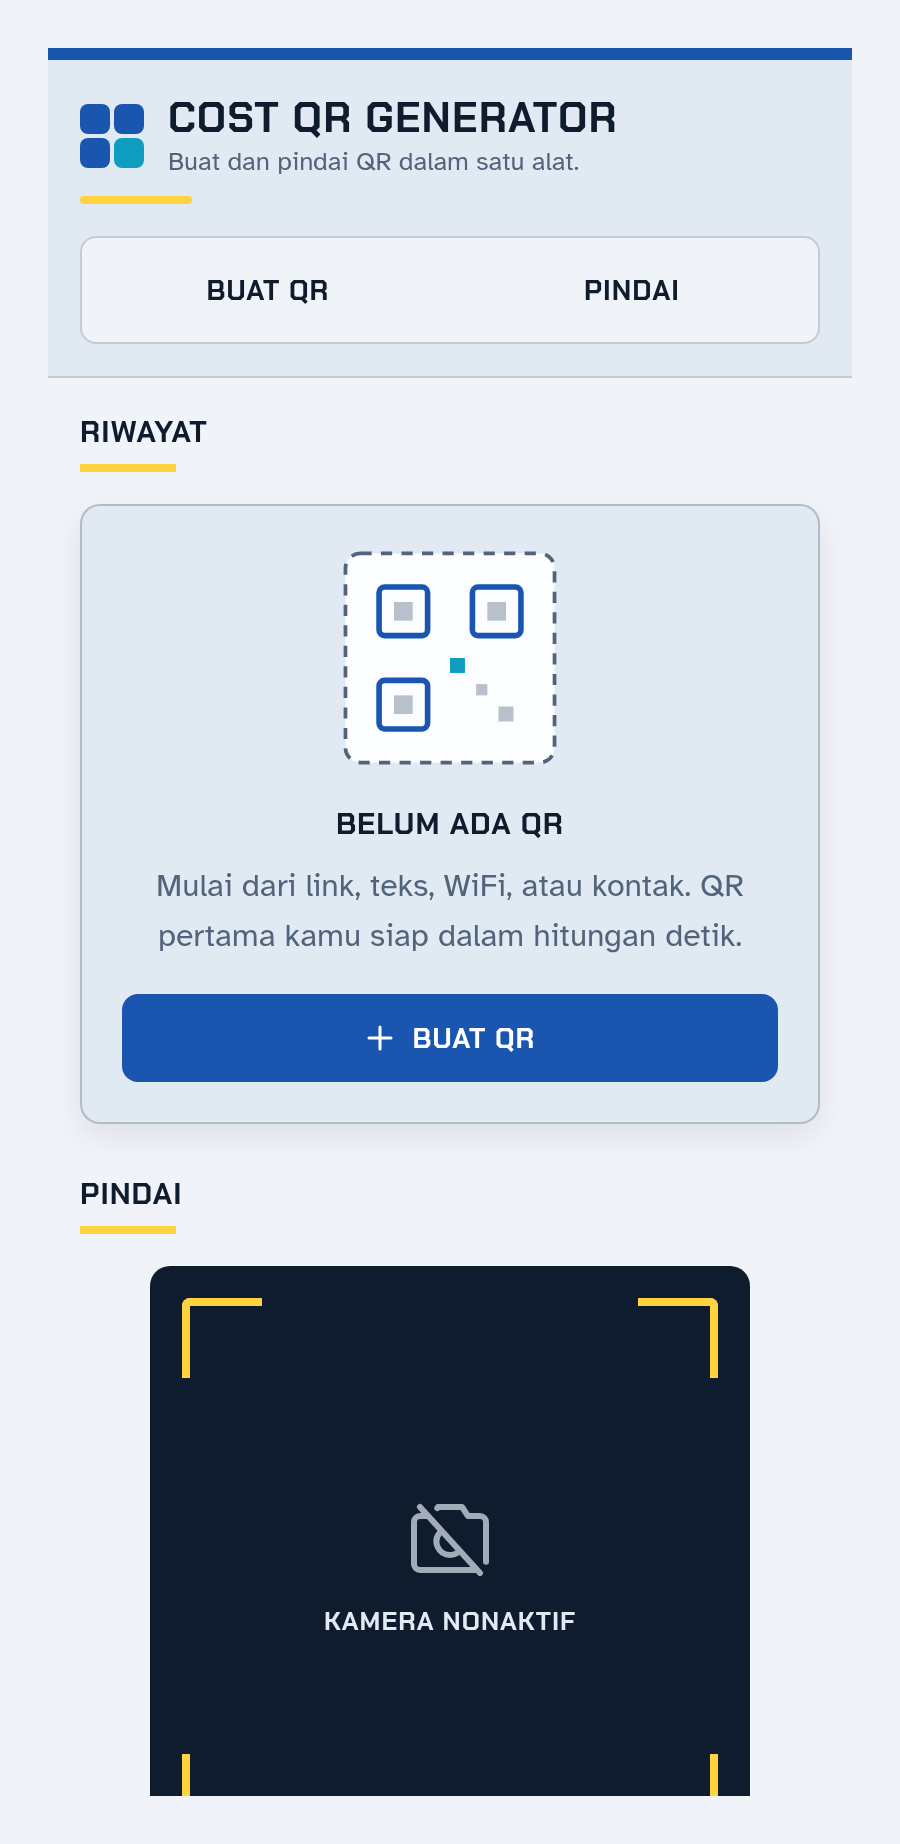 COST QR GENERATOR
Buat dan pindai QR dalam satu alat.
BUAT QR
PINDAI
RIWAYAT
BELUM ADA QR
Mulai dari link, teks, WiFi, atau kontak. QR
pertama kamu siap dalam hitungan detik.
BUAT QR
PINDAI
KAMERA NONAKTIF